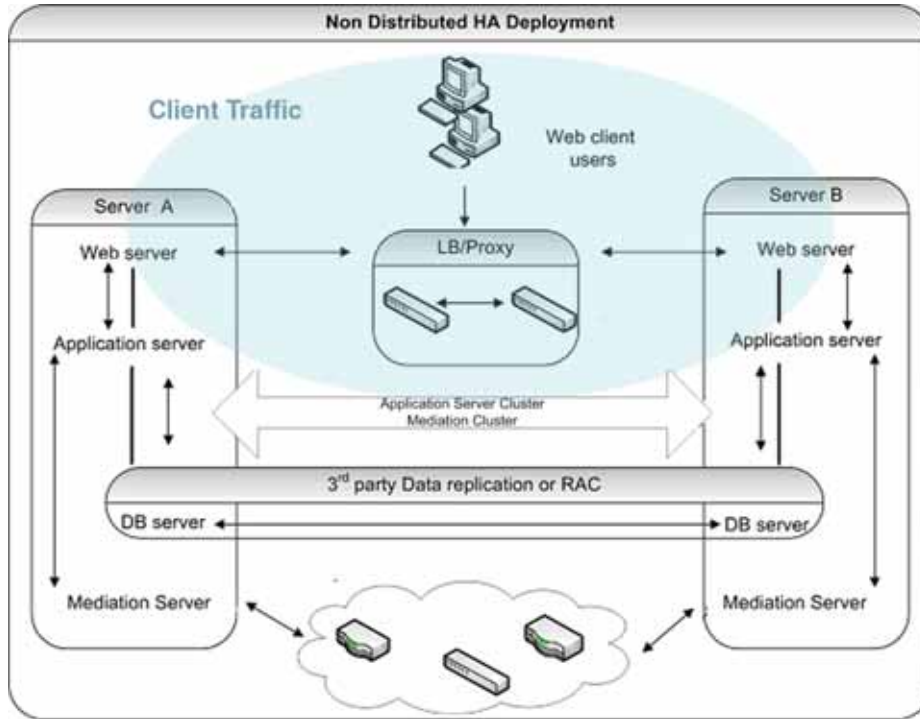 Non Distributed HA Deployment
Client Traffic
Web client
users
Server A
Server B
LB/Proxy
Web server
Web server
Application server
Application server
Application Server Cluster
Mediation Cluster
3rd party Data replication or RAC
DB server
DB server
Mediation Server
Mediation Server